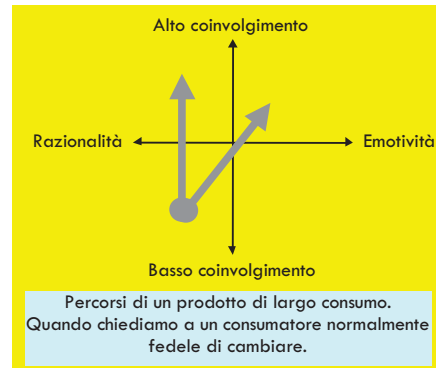 Alto coinvolgimento
Razionalità
Emotività
Basso coinvolgimento
Percorsi di un prodotto di largo consumo.
Quando chiediamo a un consumatore normalmente
fedele di cambiare.